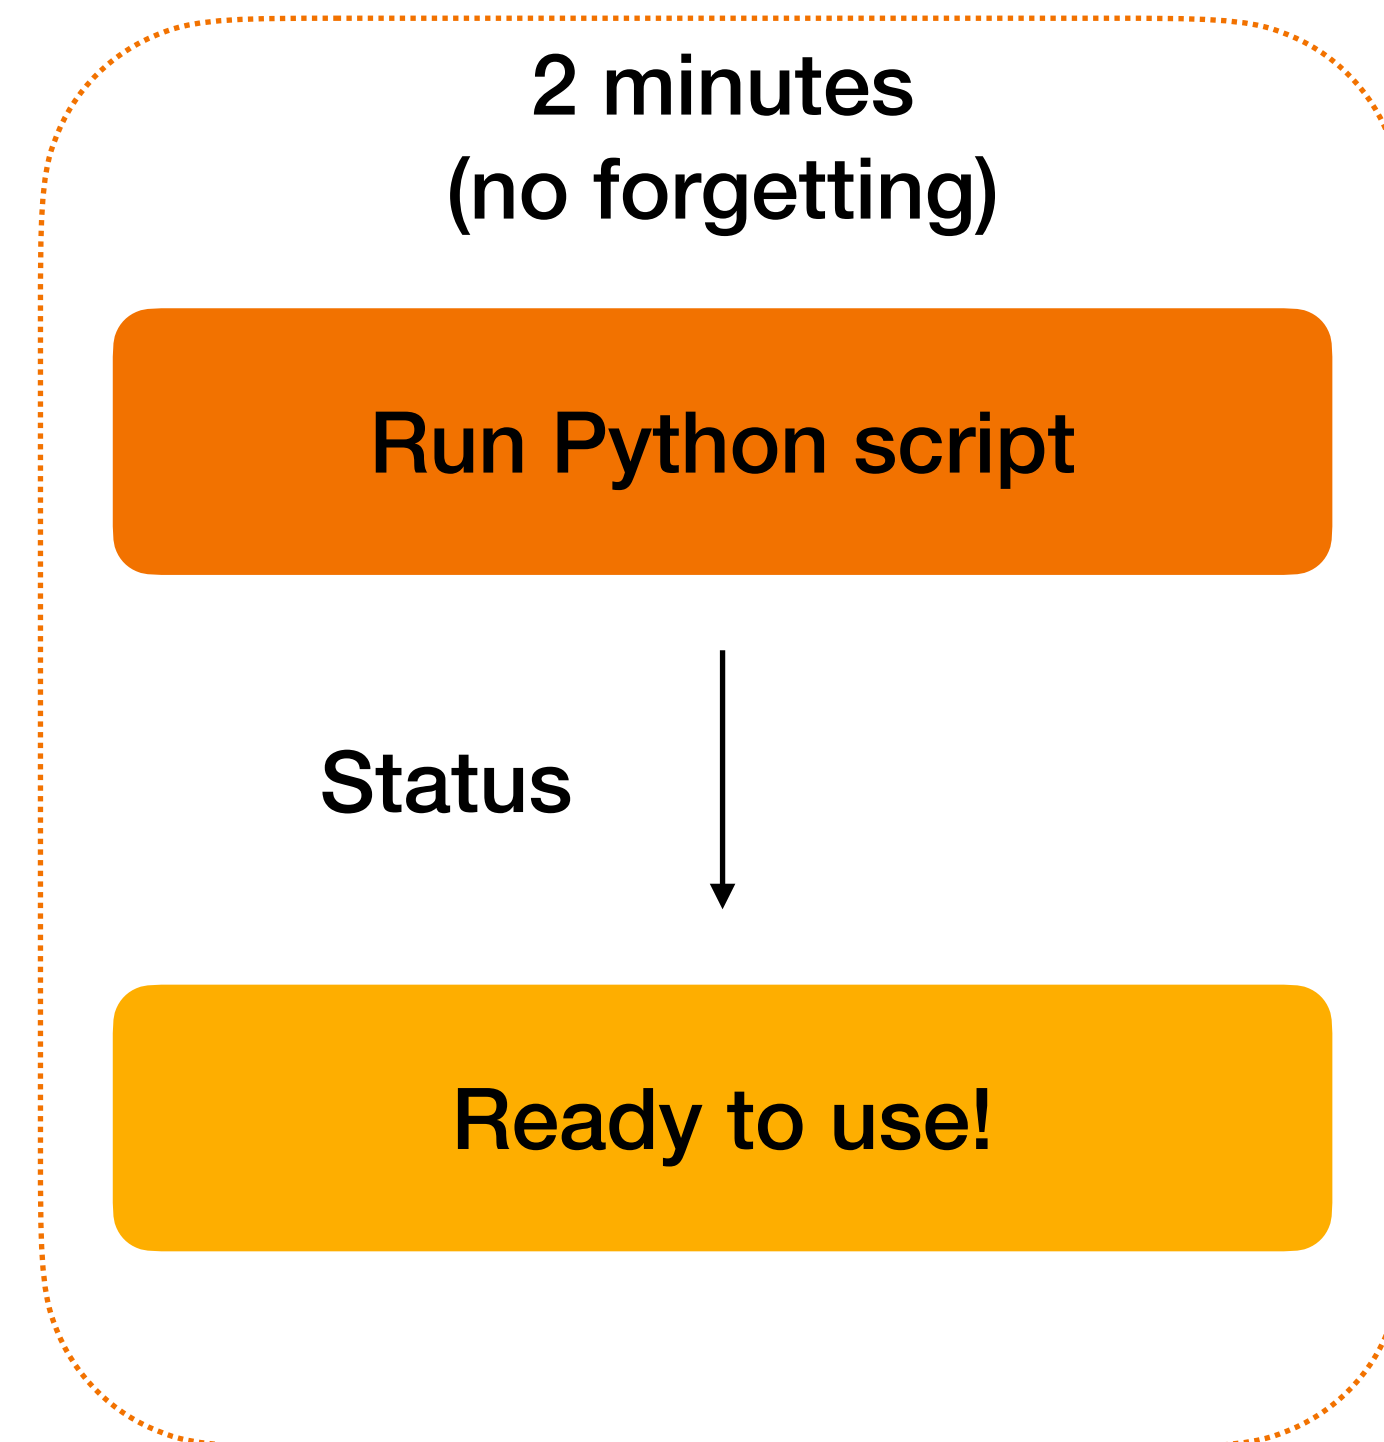 2 minutes
(no forgetting)
Run Python script
Status
Ready to use!